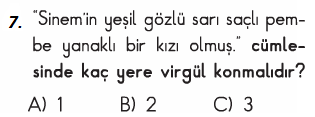 7. "Sinem'in yeşil gözlü sarı saçlı pem-
be yanaklı bir kızı olmuş." cümle-
sinde kaç yere virgül konmalıdır?
A) 1 B) 2 C) 3